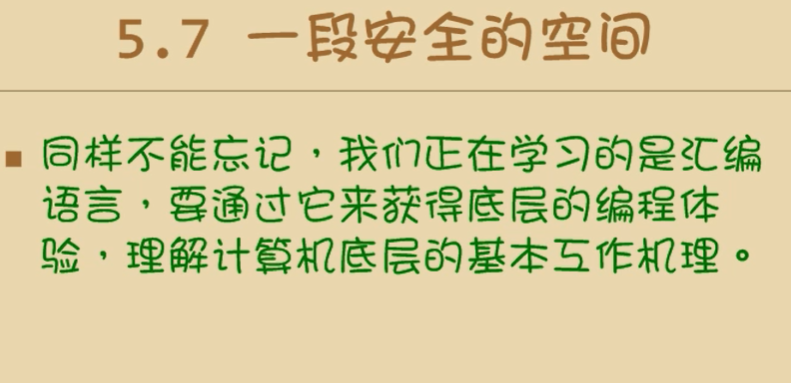 5.7 一段安全的空间
同样不能忘记，我们正在学习的是汇编
语言，要通过它来获得底层的编程体
验，理解计算机底层的基本工作机理。